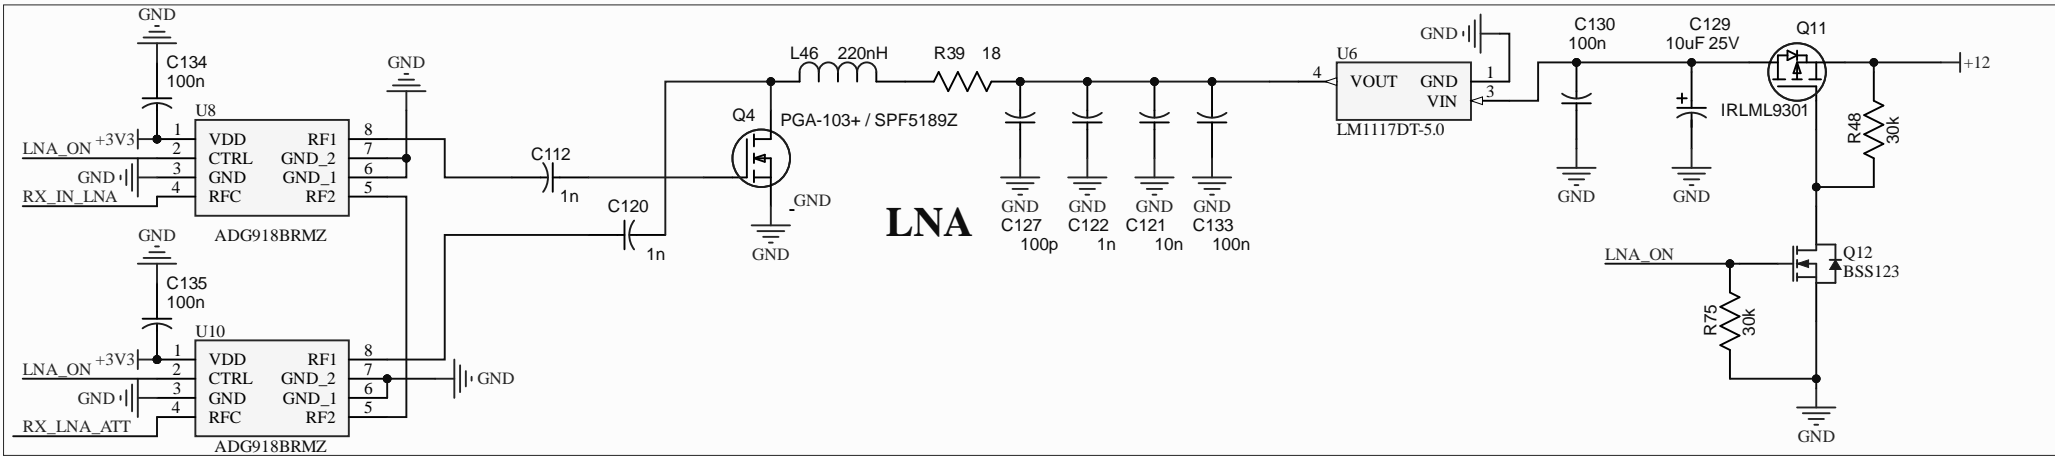 GND
C134
100n
U8
+3V3
LNA_ON
GND
RX_IN_LNA
1
2
3
4
VDD RF1
CTRL GND_2
GND GND_1
RFC RF2
8
7
6
5
ADG918BRMZ
GND
GND
C135
100n
U10
+3V3
LNA_ON
GND
RX_LNA_ATT
1
2
3
4
VDD RF1
CTRL GND_2
GND GND_1
RFC RF2
8
7
6
5
ADG918BRMZ
GND
C112
1n
C120
1n
L46 220nH
R39 18
Q4
PGA-103+ / SPF5189Z
GND
GND
LNA
GND
C127
100p
GND
C122
1n
GND
C121
10n
GND
C133
100n
GND
U6
4
VOUT GND
VIN
1
3
LM1117DT-5.0
C130
100n
GND
C129
10uF 25V
+
GND
Q11
IRLML9301
+12
R48
30k
LNA_ON
Q12
BSS123
R75
30k
GND